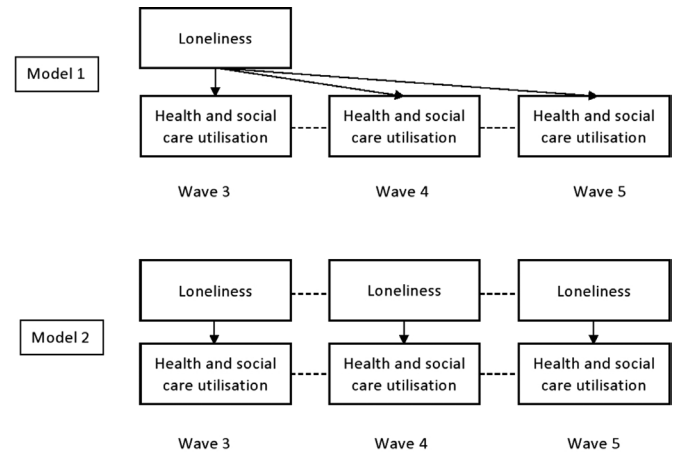 Loneliness
Model 1
Health and social
care utilisation
Health and social
care utilisation
Health and social
care utilisation
Wave 3
Wave 4
Wave 5
Loneliness
Loneliness
Loneliness
Model 2
Health and social
care utilisation
Health and social
care utilisation
Health and social
care utilisation
Wave 3
Wave 4
Wave 5